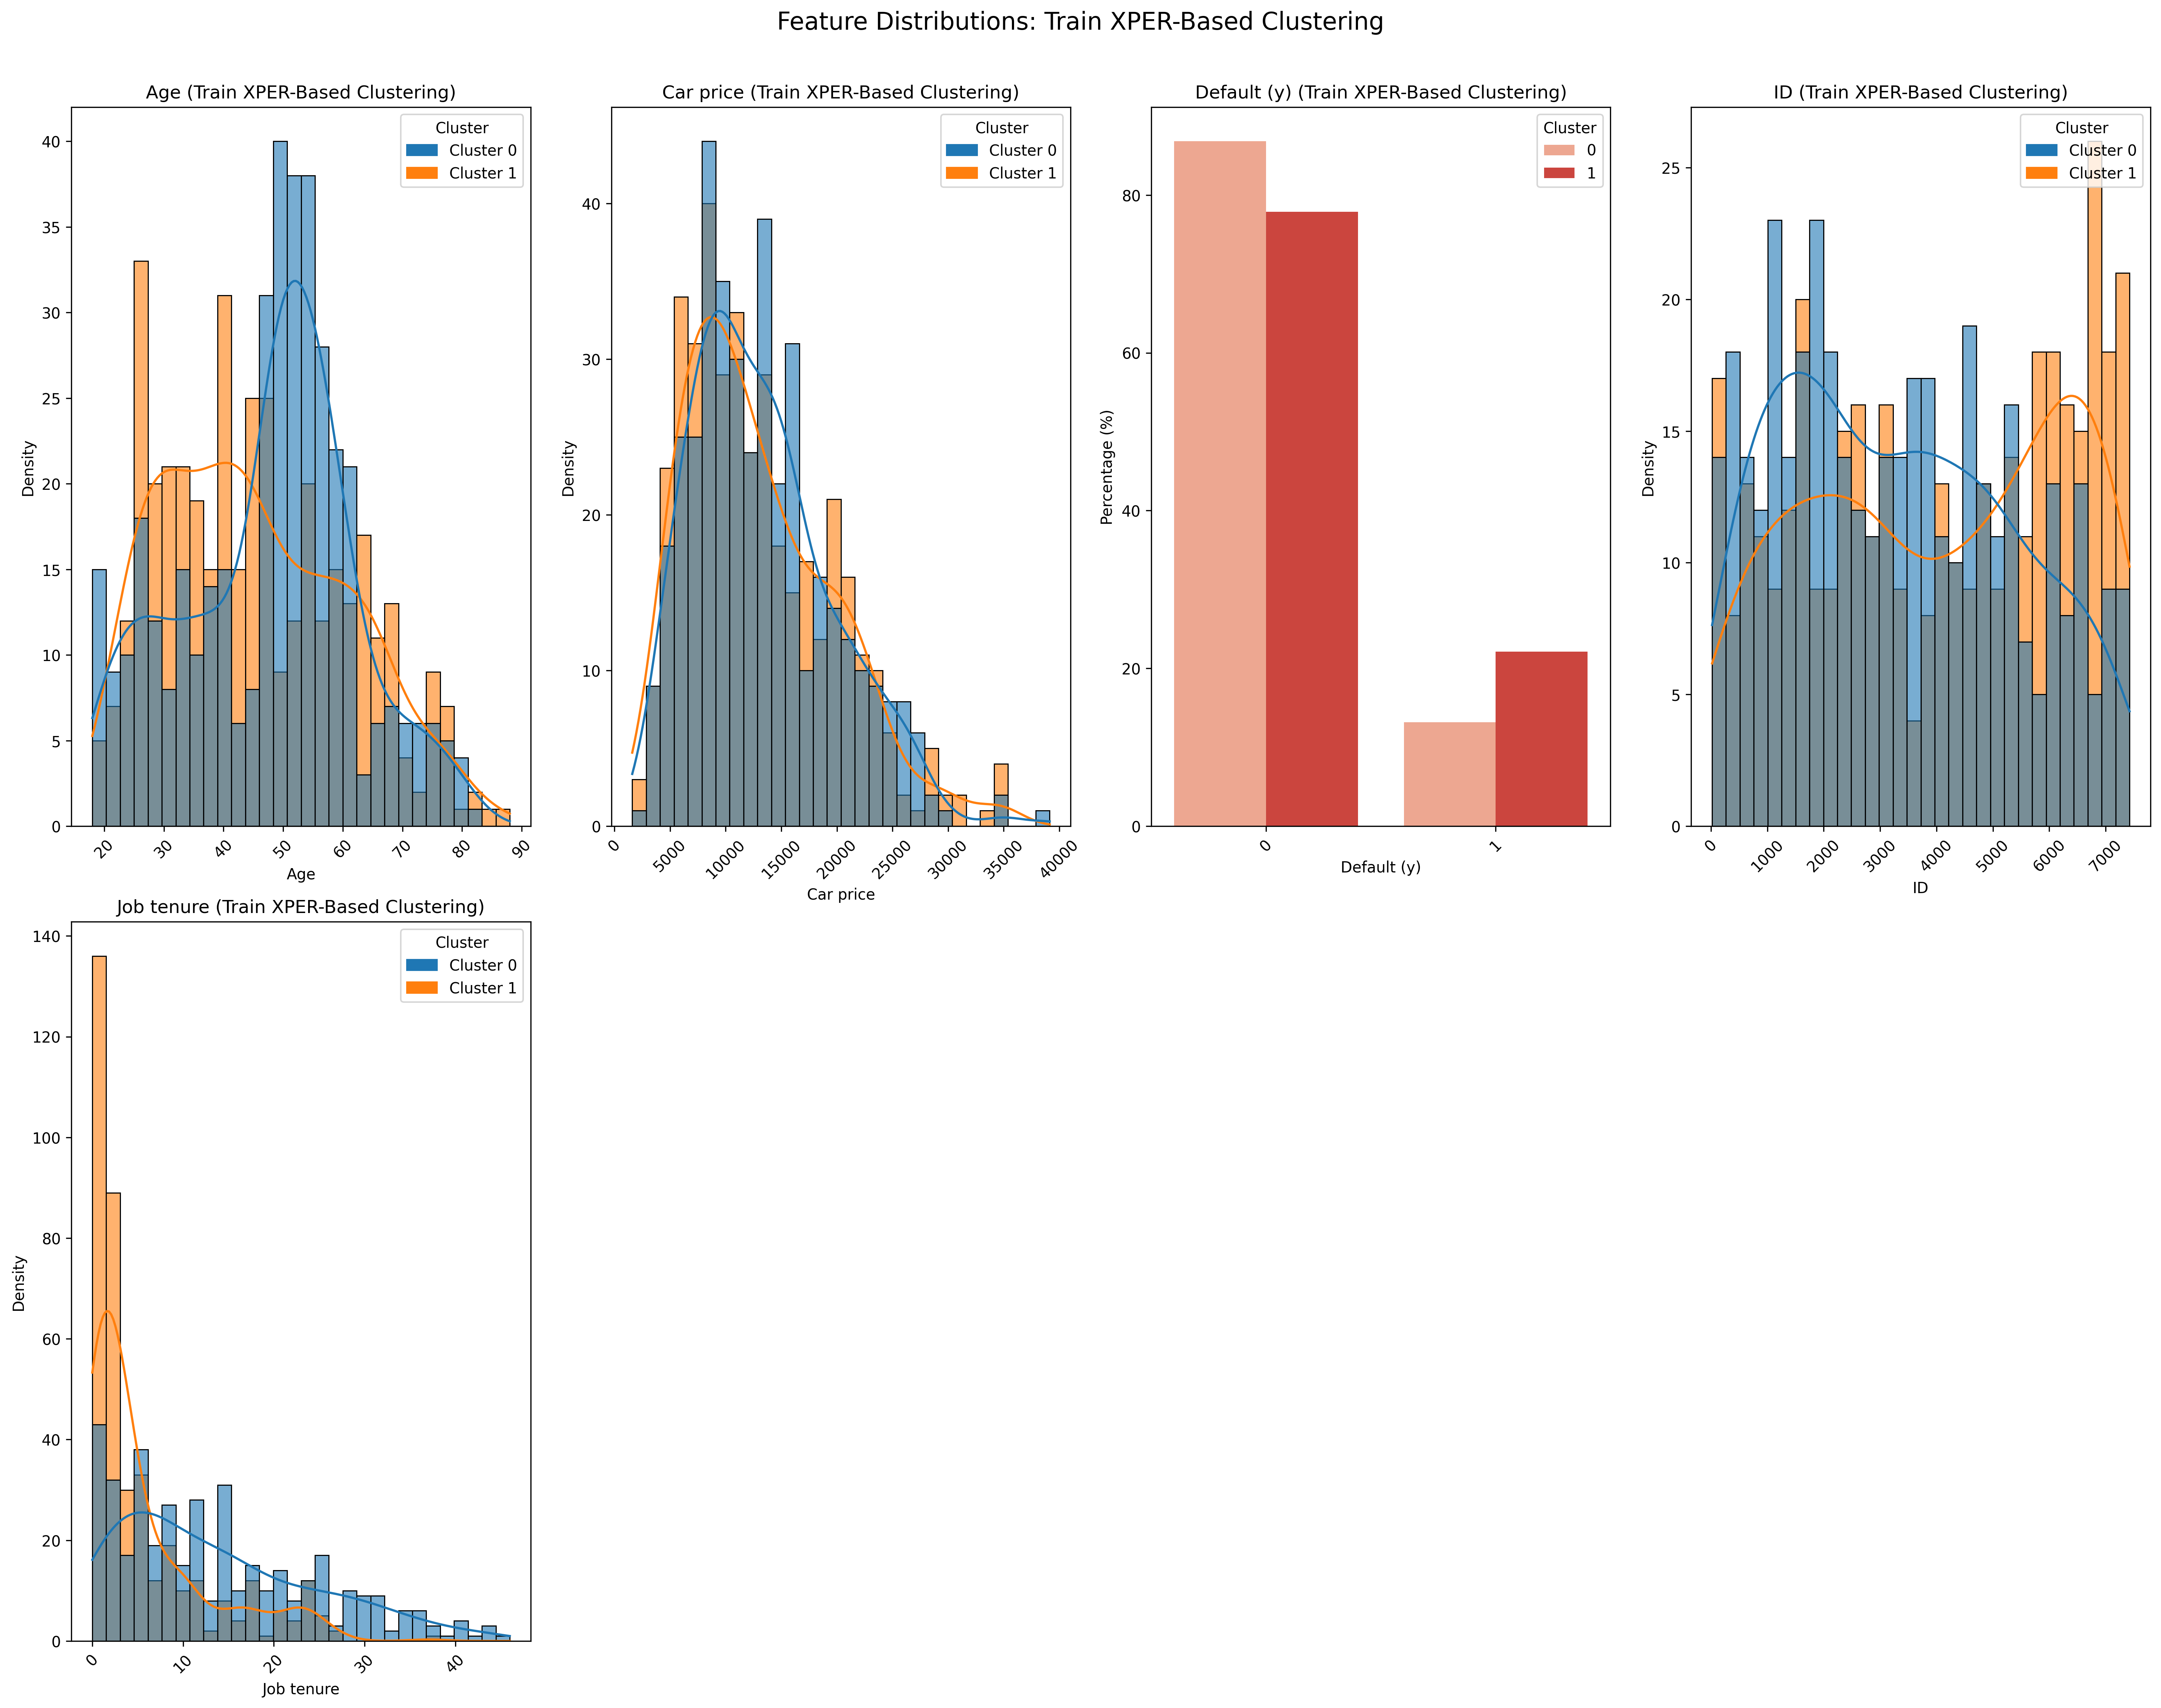 Feature Distributions: Train XPER-Based Clustering
Age (Train XPER-Based Clustering)
Cluster
Cluster 0
Cluster 1
Density
40
35
30
25
20
15
10
5
0
20
30
40
50
60
70
80
90
Age
Car price (Train XPER-Based Clustering)
Cluster
Cluster 0
Cluster 1
Density
40
30
20
10
0
0
5000
10000
15000
20000
25000
30000
35000
40000
Car price
Default (y) (Train XPER-Based Clustering)
Cluster
0
1
Percentage (%)
80
60
40
20
0
0
1
Default (y)
ID (Train XPER-Based Clustering)
Cluster
Cluster 0
Cluster 1
Density
25
20
15
10
5
0
0
1000
2000
3000
4000
5000
6000
7000
ID
Job tenure (Train XPER-Based Clustering)
Cluster
Cluster 0
Cluster 1
Density
140
120
100
80
60
40
20
0
0
10
20
30
40
Job tenure